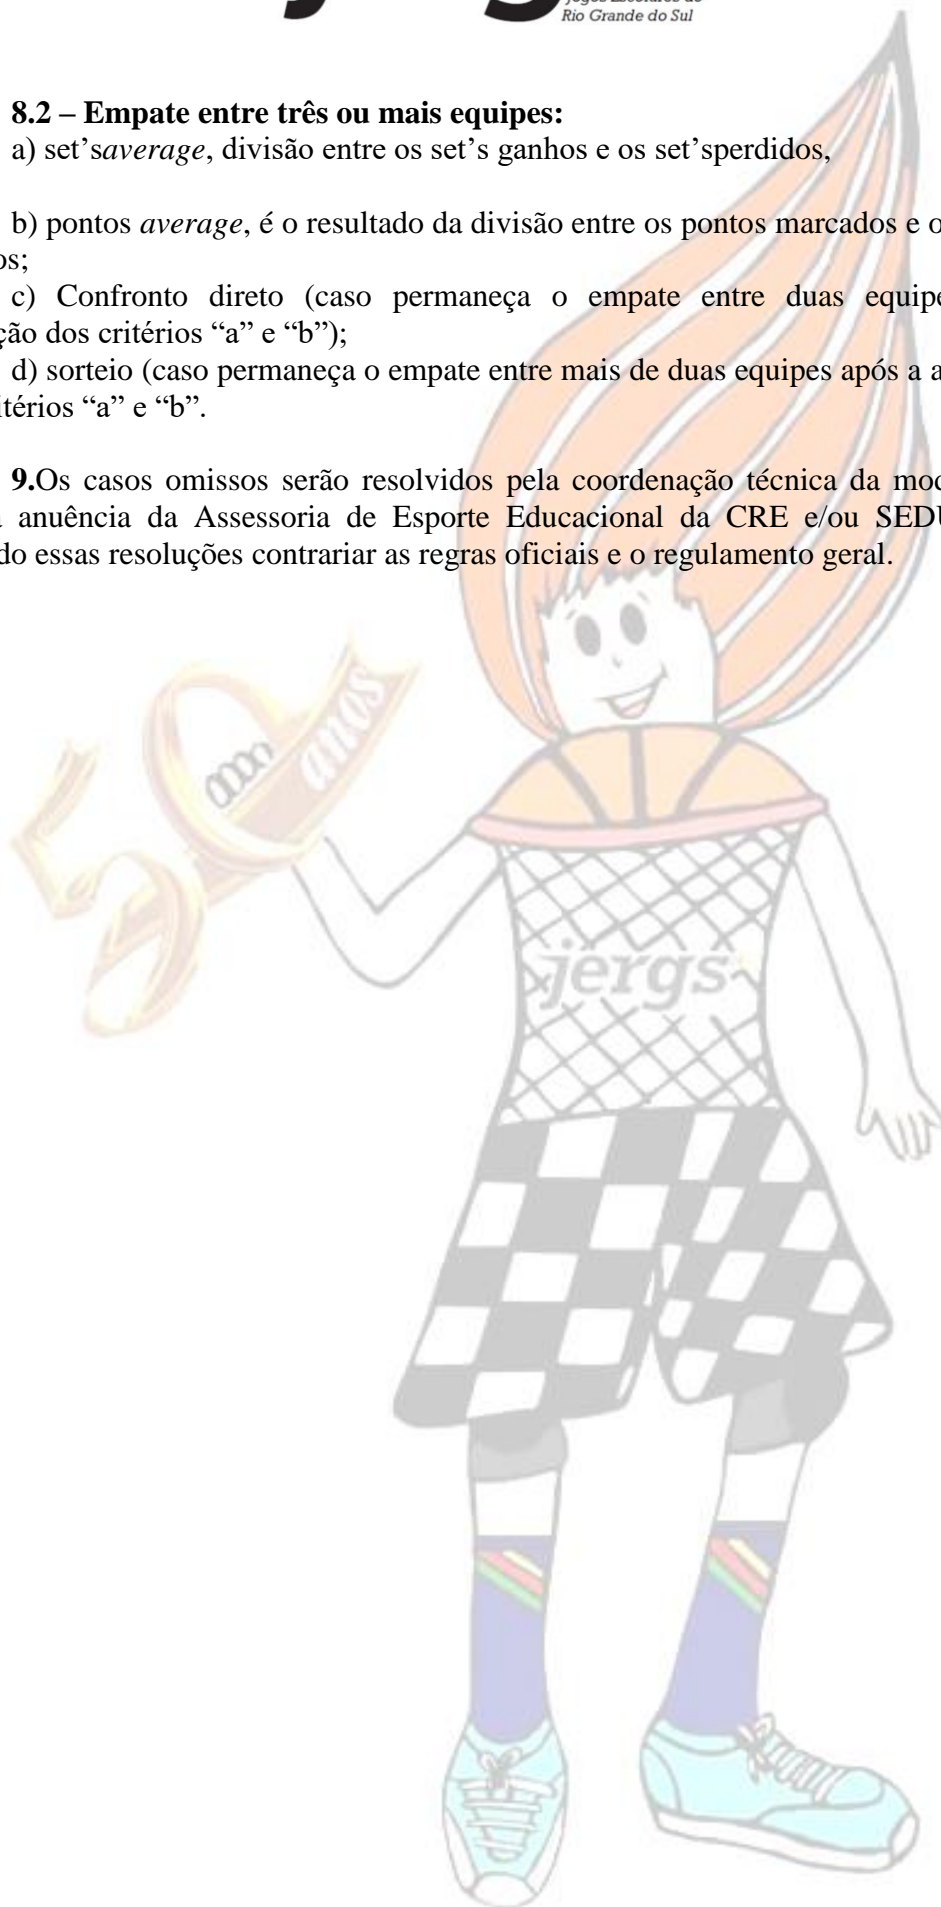 Rio Grande do Sul
8.2 – Empate entre três ou mais equipes:
a) set'saverage, divisão entre os set's ganhos e os set'sperdidos,
b) pontos average, é o resultado da divisão entre os pontos marcados e o
os;
c) Confronto direto (caso permaneça o empate entre duas equipe
ção dos critérios “a” e “b”);
d) sorteio (caso permaneça o empate entre mais de duas equipes após a a
itérios “a” e “b”.
9.Os casos omissos serão resolvidos pela coordenação técnica da mod
a anuência da Assessoria de Esporte Educacional da CRE e/ou SEDU
do essas resoluções contrariar as regras oficiais e o regulamento geral.
50 anos
jergs